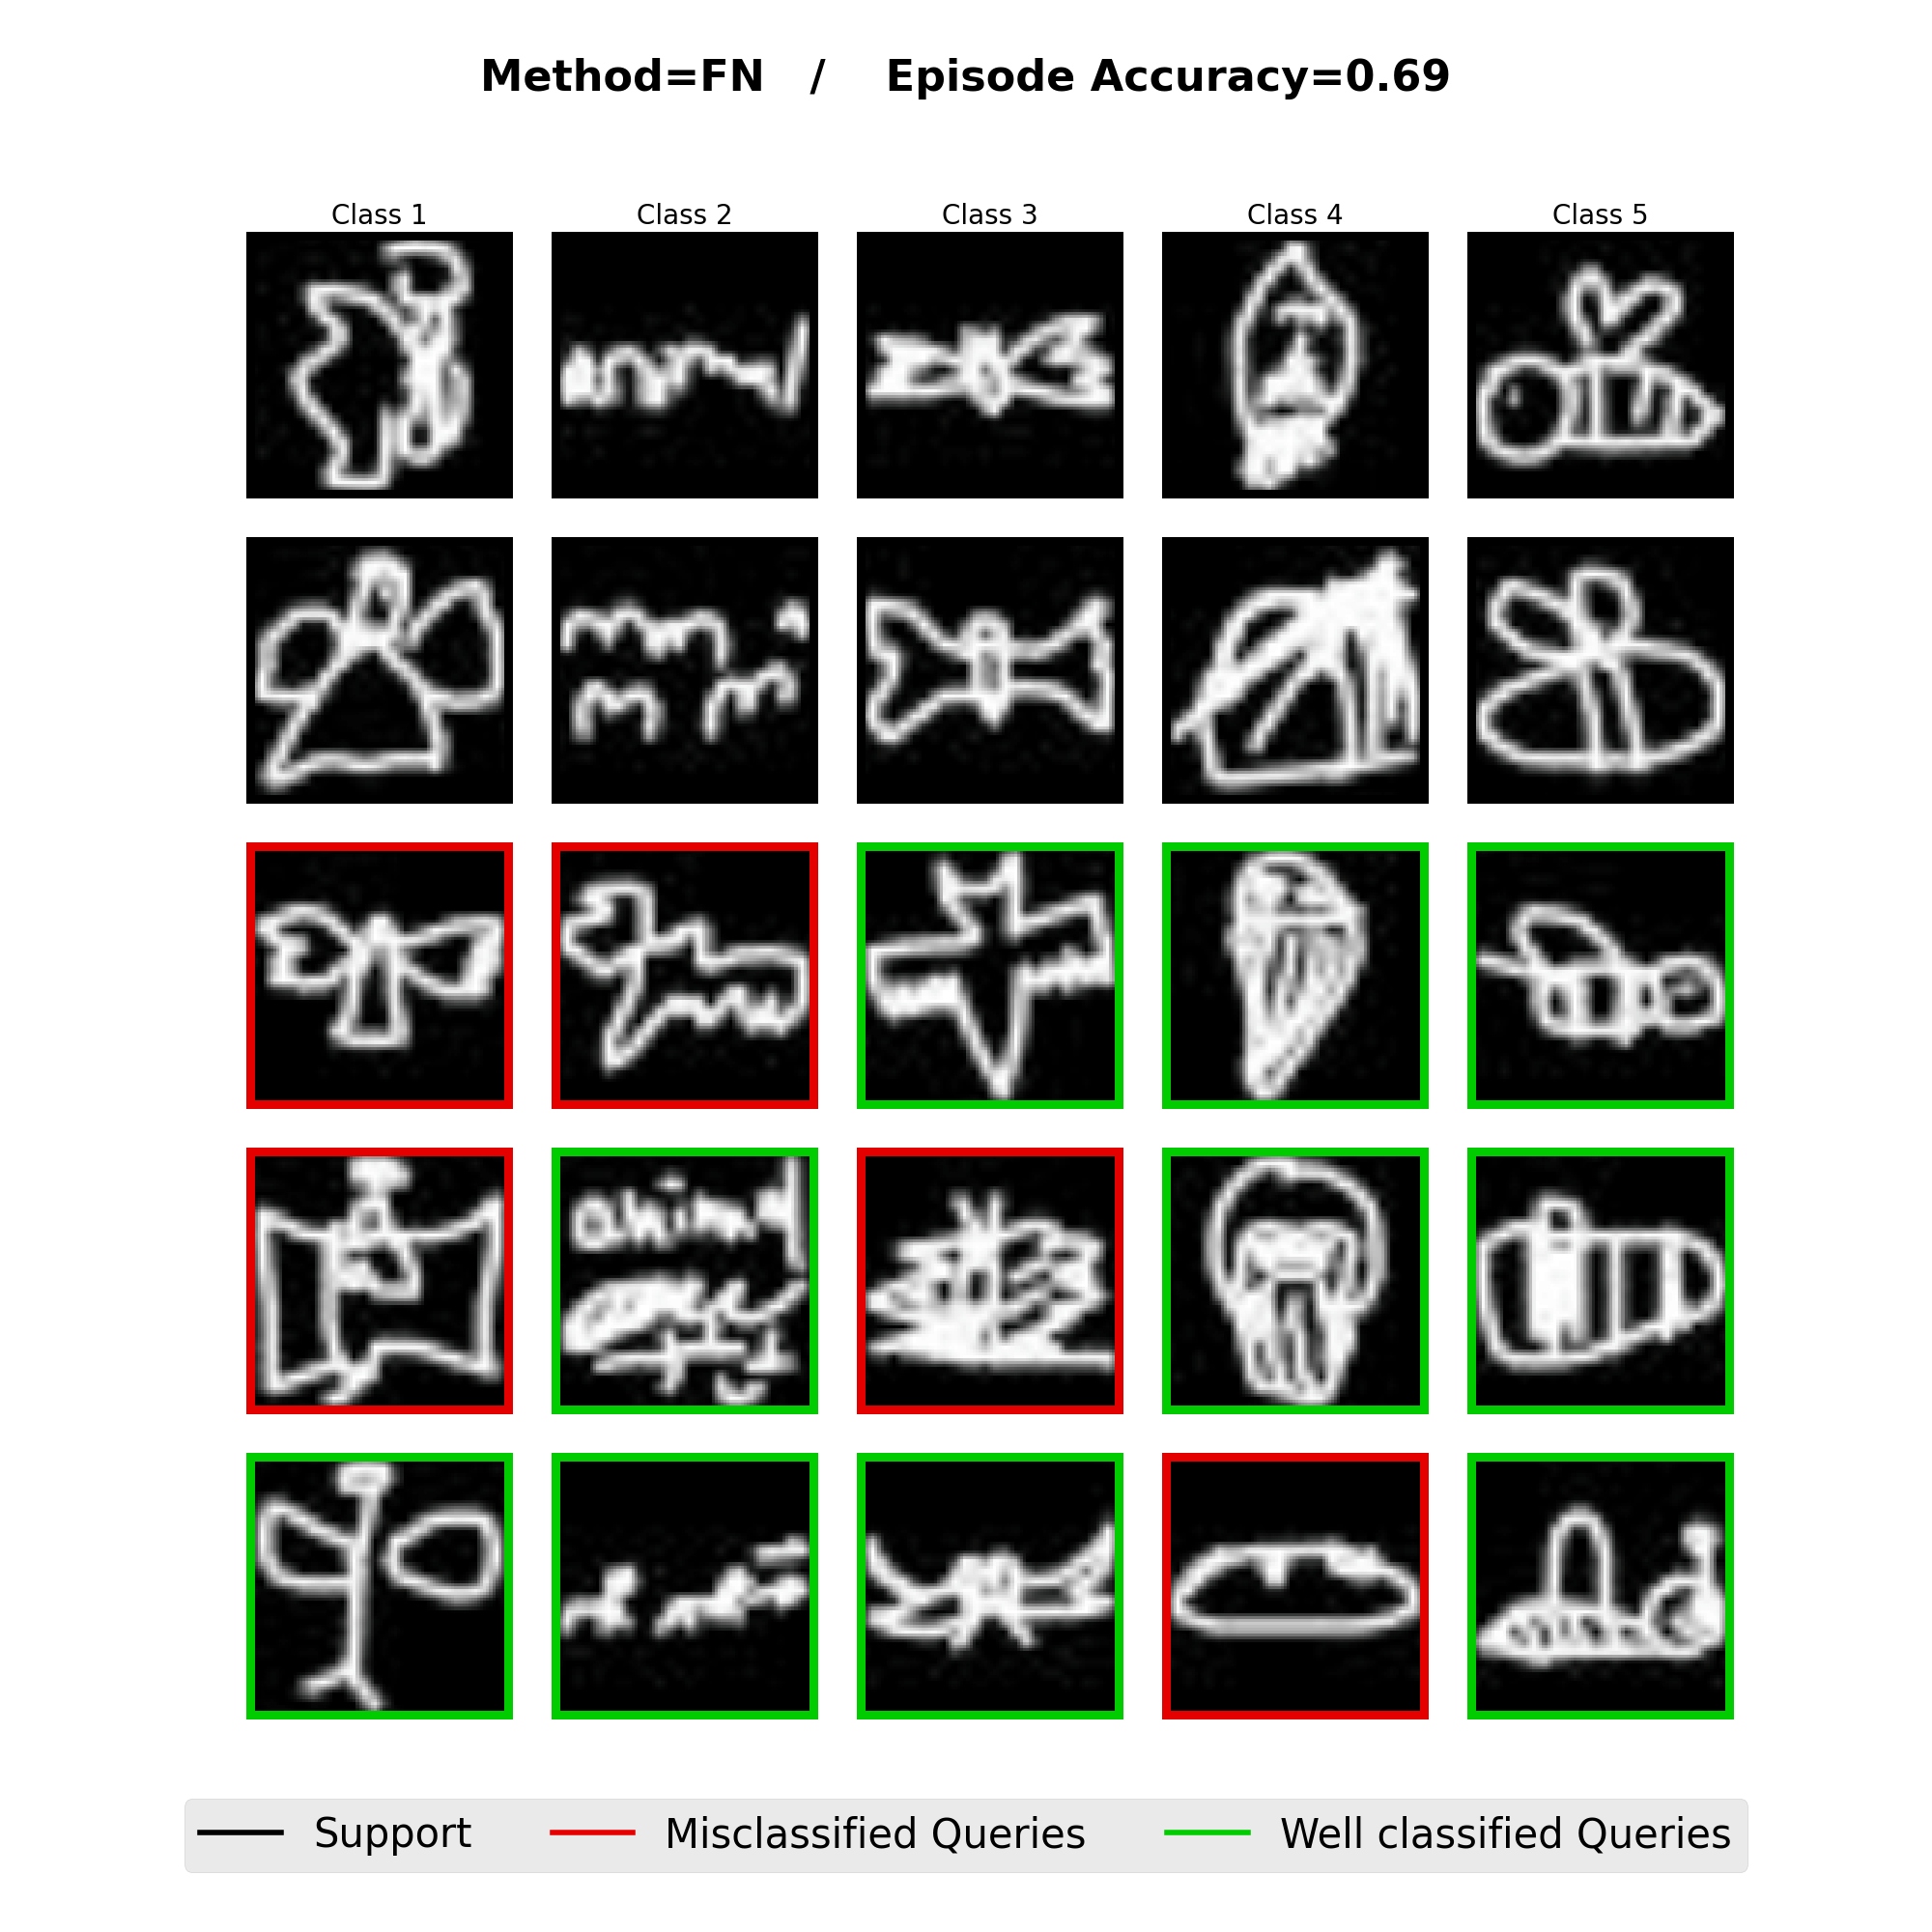 Method=FN / Episode Accuracy=0.69
Class 1 Class 2 Class 3 Class 4 Class 5
Support Misclassified Queries Well classified Queries